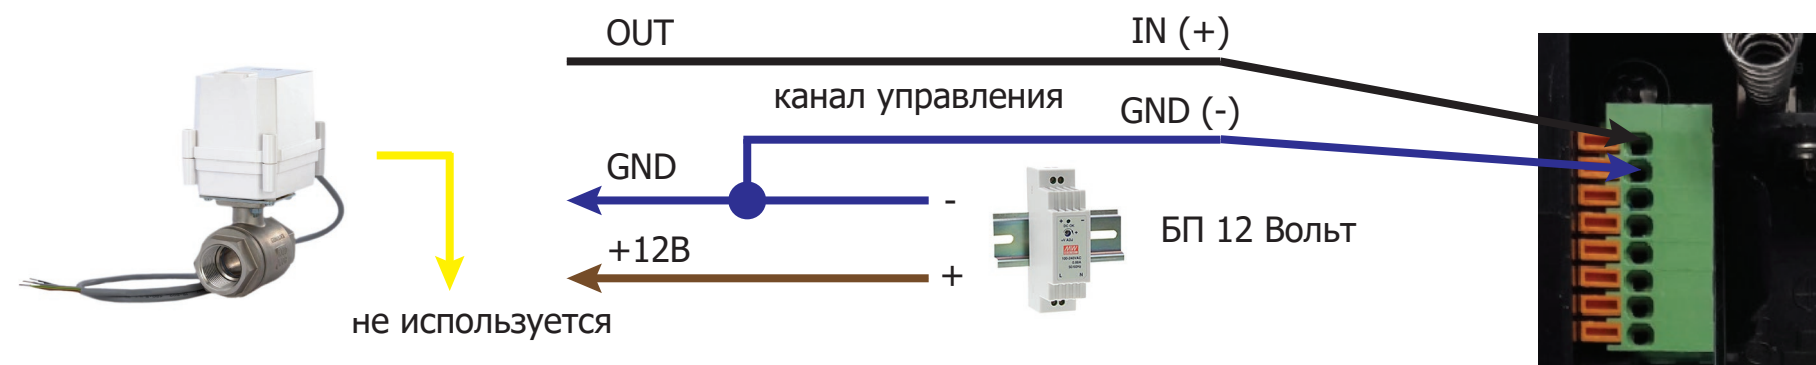 OUT
IN (+)
канал управления
GND (-)
GND
-
БП 12 Вольт
+12В
+
не используется